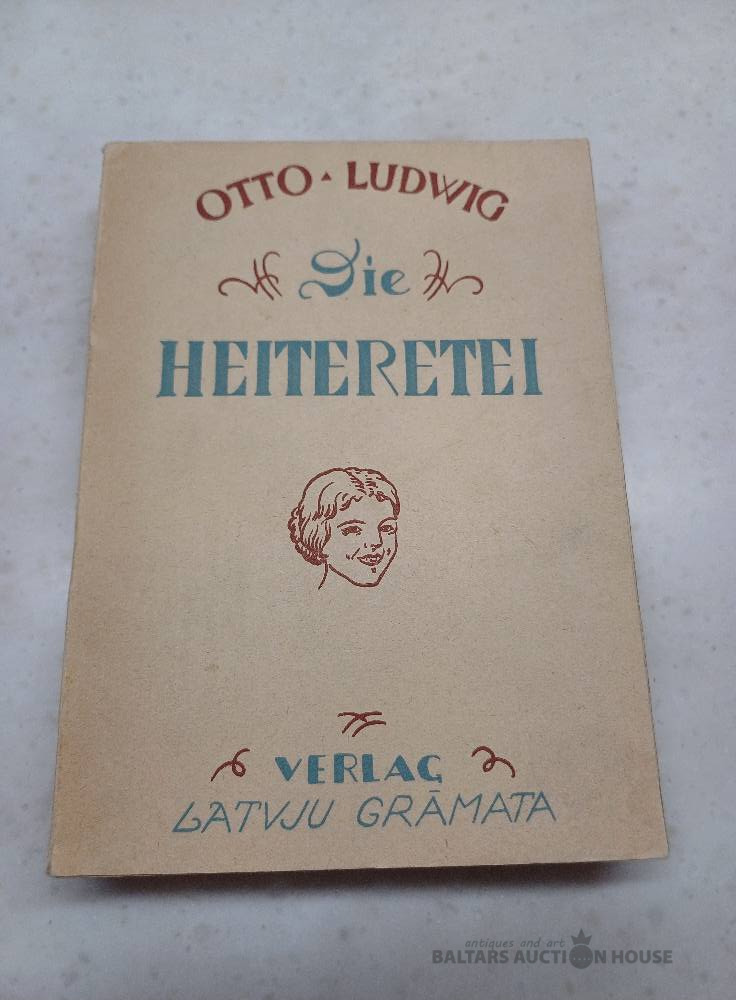 OTTO · LUDWIG
Die
HEITERETEI
VERLAG
LATVJU GRĀMATA
antiques and art
BALTARS AUCTION HOUSE